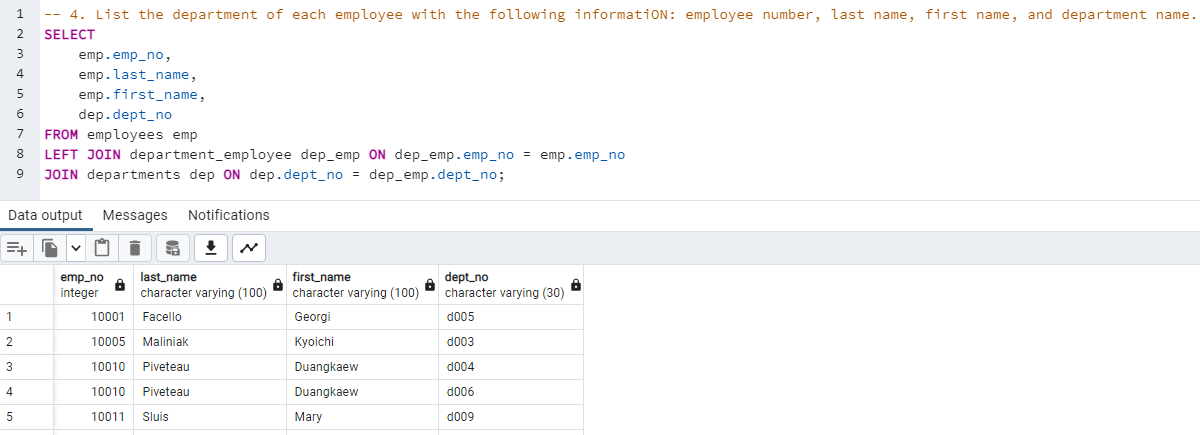 1 -- 4. List the department of each employee with the following informatiON: employee number, last name, first name, and department name.
2 SELECT
3 emp.emp_no,
4 emp.last_name,
5 emp.first_name,
6 dep.dept_no
7 FROM employees emp
8 LEFT JOIN department_employee dep_emp ON dep_emp.emp_no = emp.emp_no
9 JOIN departments dep ON dep.dept_no = dep_emp.dept_no;
Data output Messages Notifications
emp_no last_name first_name dept_no
integer character varying (100) character varying (100) character varying (30)
1 10001 Facello Georgi d005
2 10005 Maliniak Kyoichi d003
3 10010 Piveteau Duangkaew d004
4 10010 Piveteau Duangkaew d006
5 10011 Sluis Mary d009